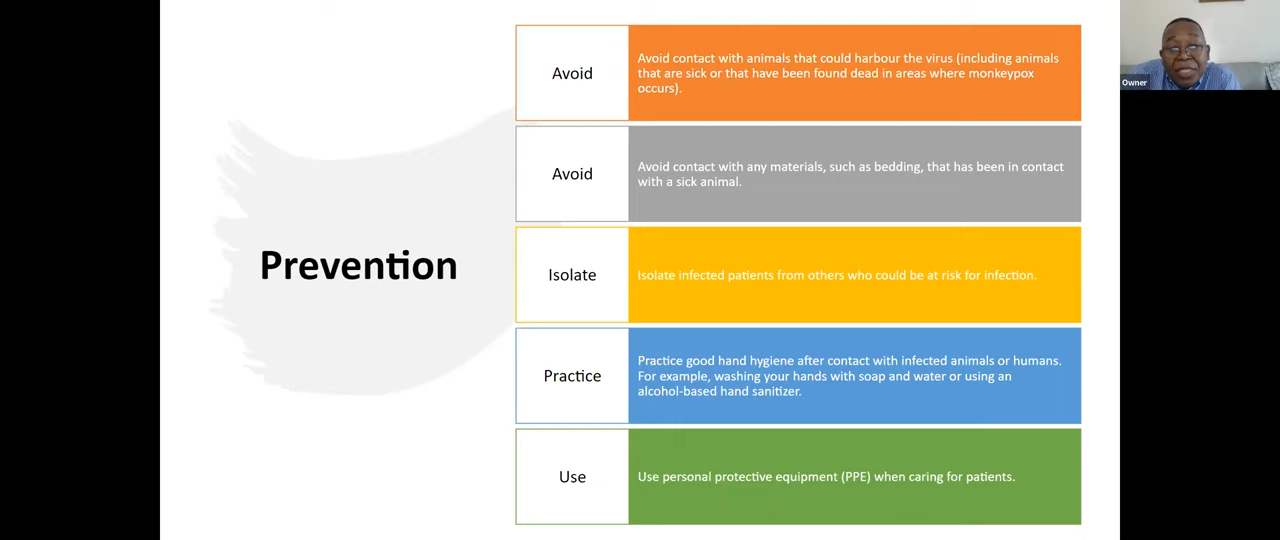 Prevention
Avoid
Avoid contact with animals that could harbour the virus (including animals
that are sick or that have been found dead in areas where monkeypox
occurs).
Avoid
Avoid contact with any materials, such as bedding, that has been in contact
with a sick animal.
Isolate
Isolate infected patients from others who could be at risk for infection.
Practice
Practice good hand hygiene after contact with infected animals or humans.
For example, washing your hands with soap and water or using an
alcohol-based hand sanitizer.
Use
Use personal protective equipment (PPE) when caring for patients.
Owner